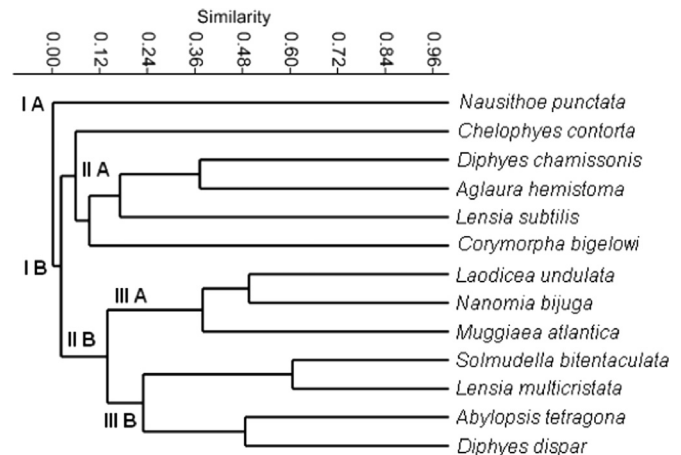 Similarity
0.00 0.12 0.24 0.36 0.48 0.60 0.72 0.84 0.96
I A
Nausithoe punctata
Chelophyes contorta
II A
Diphyes chamissonis
Aglaura hemistoma
Lensia subtilis
Corymorpha bigelowi
I B
Laodicea undulata
III A
Nanomia bijuga
II B
Muggiaea atlantica
Solmudella bitentaculata
Lensia multicristata
III B
Abylopsis tetragona
Diphyes dispar